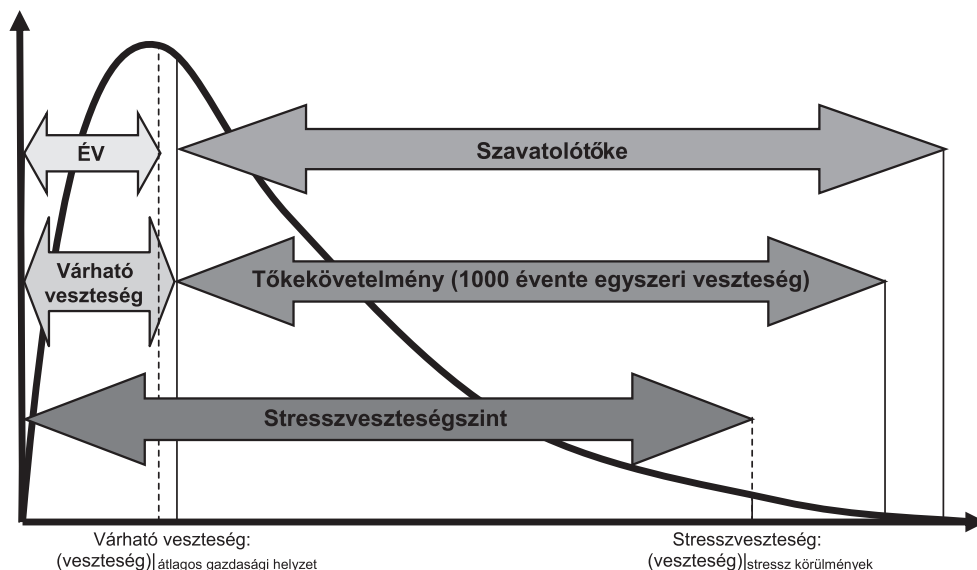 ÉV
Szavatolótőke
Várható
veszteség
Tőkekövetelmény (1000 évente egyszeri veszteség)
Stresszveszteségszint
Várható veszteség:
(veszteség)|átlagos gazdasági helyzet
Stresszveszteség:
(veszteség)|stressz körülmények